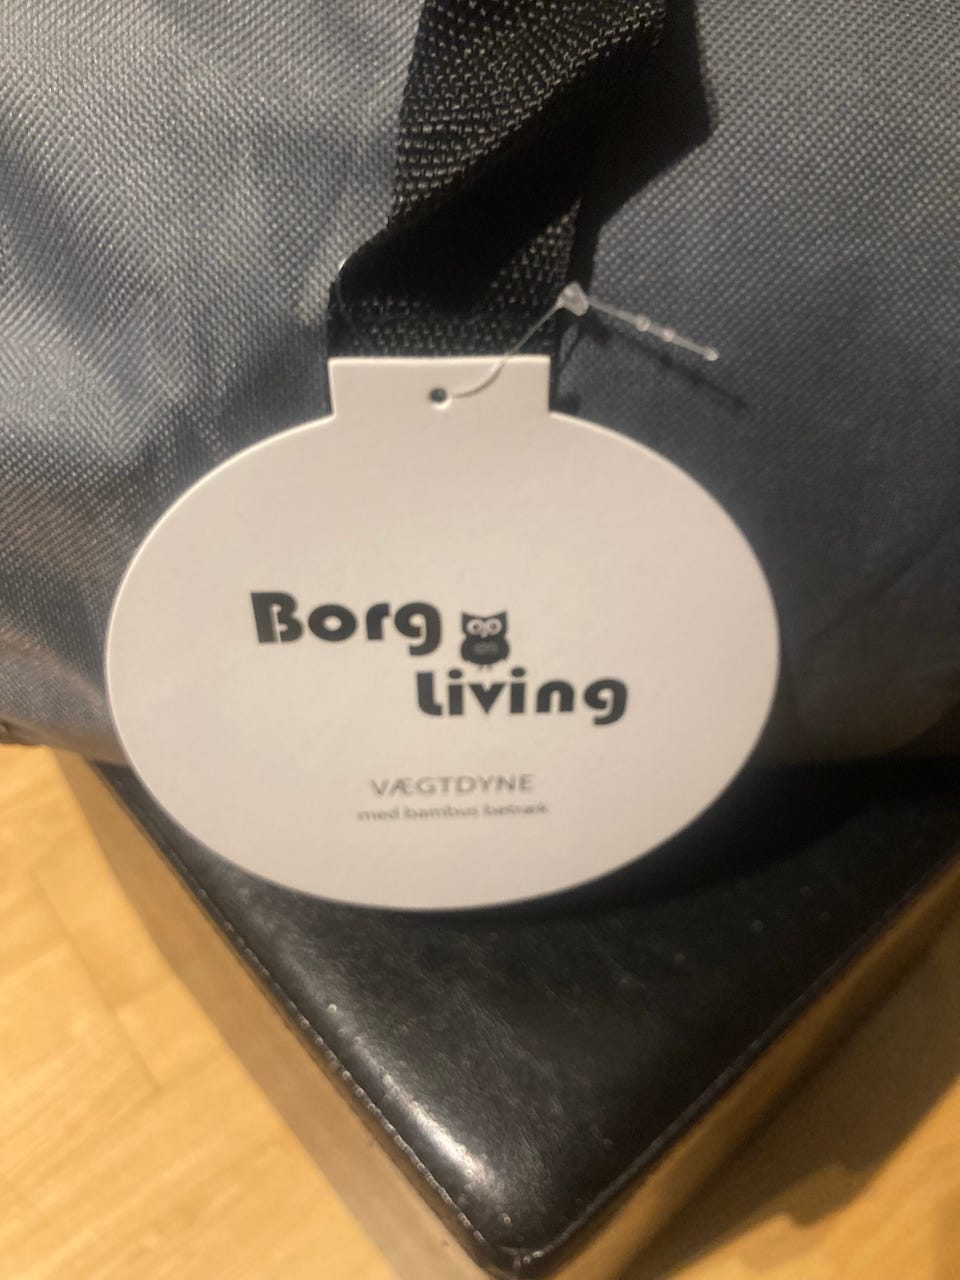 Borg
Living
VÆGTDYNE
med bambus betræk